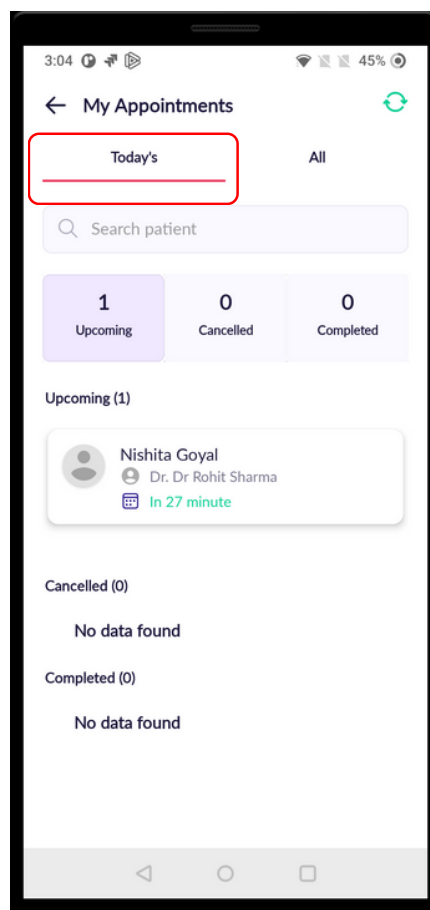 3:04 45%
My Appointments
Today's All
Search patient
1 0 0
Upcoming Cancelled Completed
Upcoming (1)
Nishita Goyal
Dr. Dr Rohit Sharma
In 27 minute
Cancelled (0)
No data found
Completed (0)
No data found